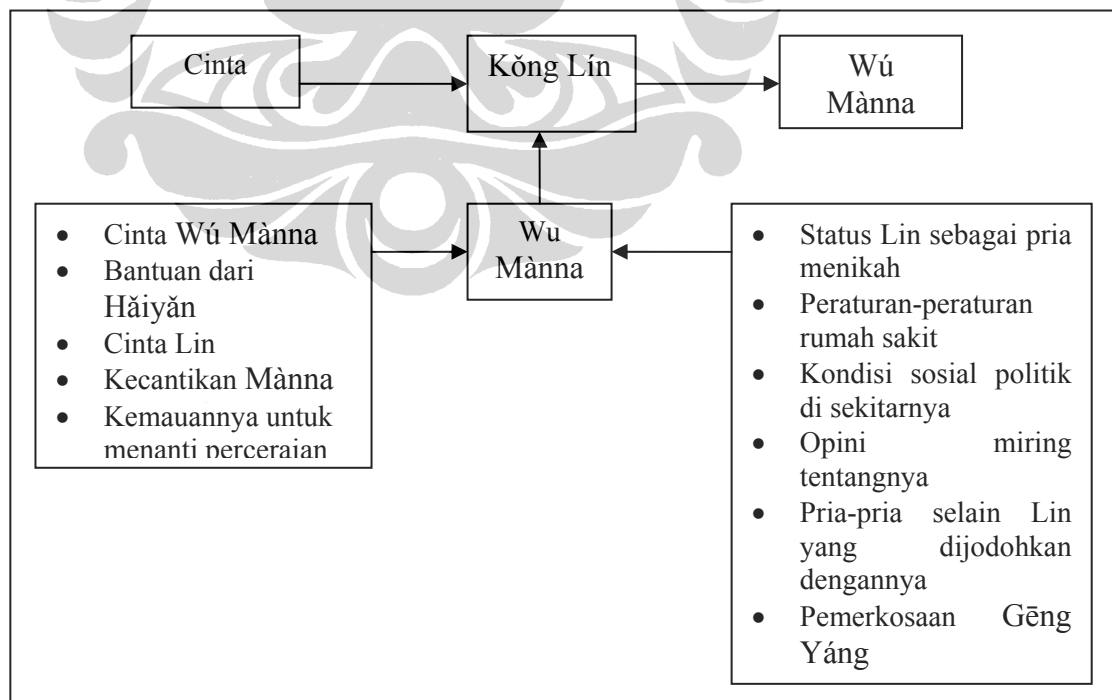 Cinta
Kǒng Lín
Wú
Mànna
• Cinta Wú Mànna
• Bantuan dari
Hǎiyǎn
• Cinta Lin
• Kecantikan Mànna
• Kemauannya untuk
menanti perceraian
Wu
Mànna
• Status Lin sebagai pria
menikah
• Peraturan-peraturan
rumah sakit
• Kondisi sosial politik
di sekitarnya
• Opini miring
tentangnya
• Pria-pria selain Lin
yang dijodohkan
dengannya
• Pemerkosaan Gēng
Yáng